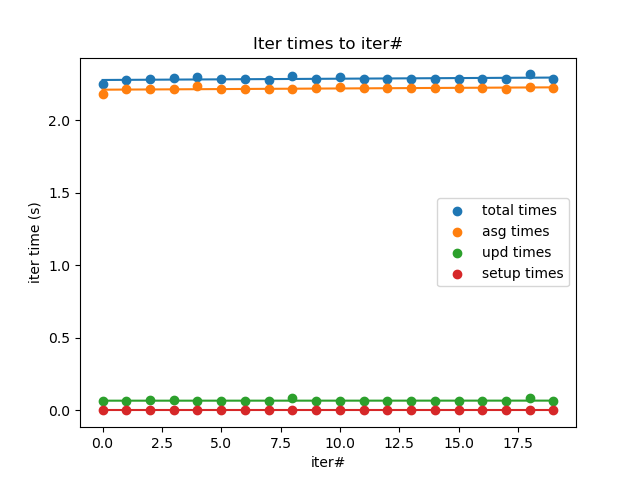 Iter times to iter#
iter time (s)
2.0
1.5
1.0
0.5
0.0
total times
asg times
upd times
setup times
0.0 2.5 5.0 7.5 10.0 12.5 15.0 17.5
iter#